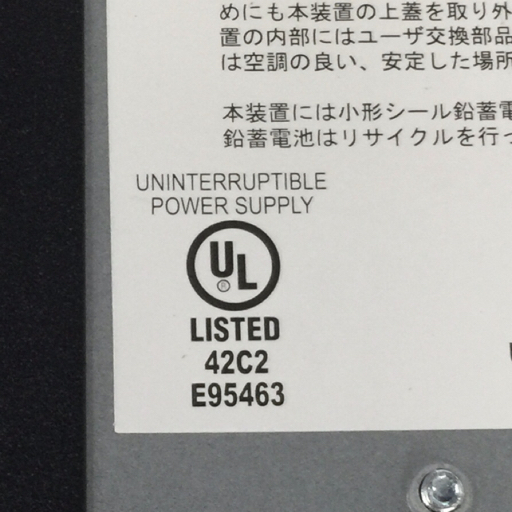 めにも本装置の上蓋を取り外
置の内部にはユーザ交換部品
は空調の良い、安定した場所
本装置には小形シール鉛蓄電
鉛蓄電池はリサイクルを行っ
UNINTERRUPTIBLE
POWER SUPPLY
UL
®
LISTED
42C2
E95463